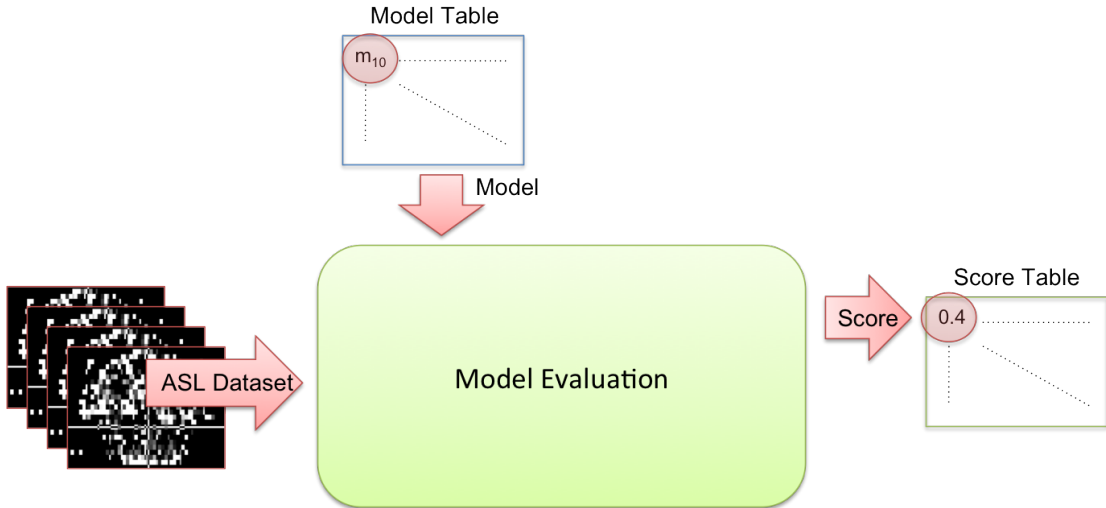 Model Table
m₁₀
Model
Score Table
Score
0.4
ASL Dataset
Model Evaluation